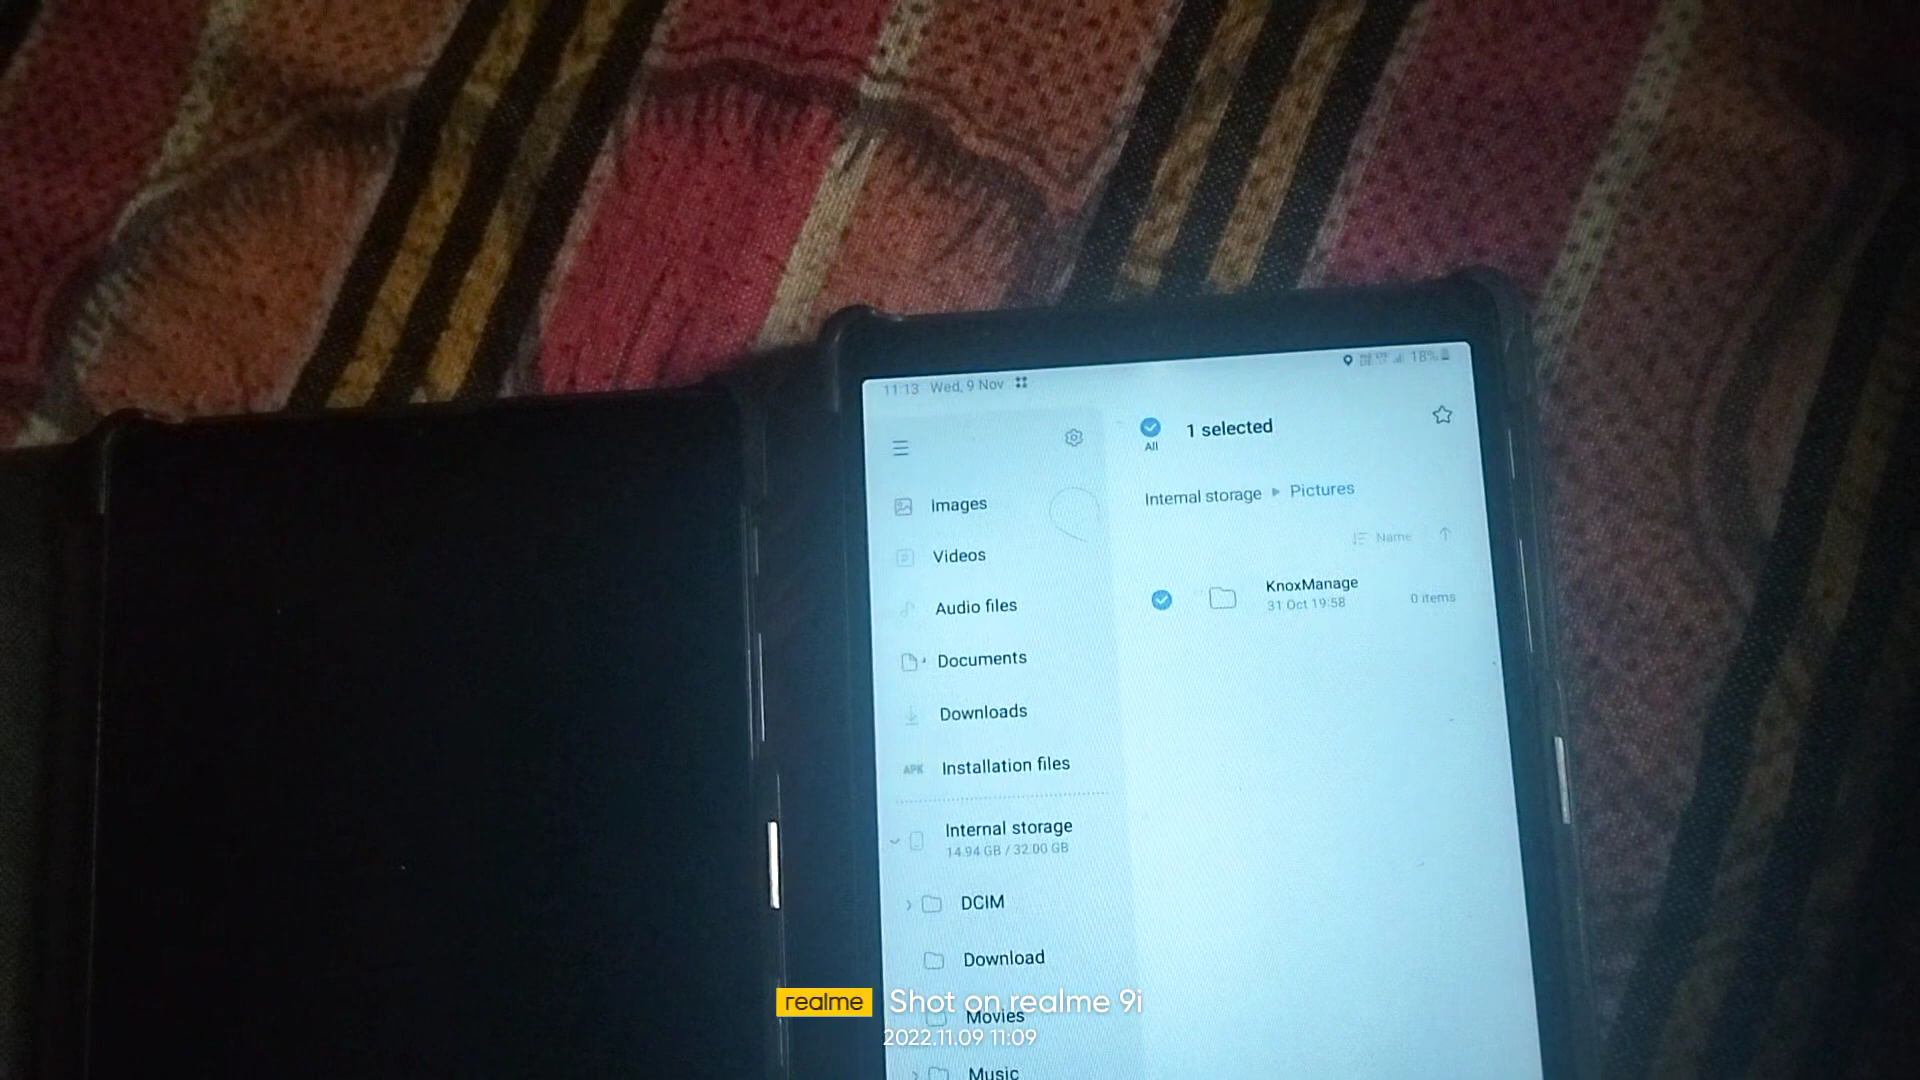 11:13 Wed, 9 Nov
18%
All
1 selected
Images
Videos
Audio files
Documents
Downloads
APK Installation files
Internal storage
14.94 GB / 32.00 GB
DCIM
Download
Movies
Music
Internal storage ▶ Pictures
Name
KnoxManage
31 Oct 19:58
0 items
realme Shot on realme 9i
2022.11.09 11:09